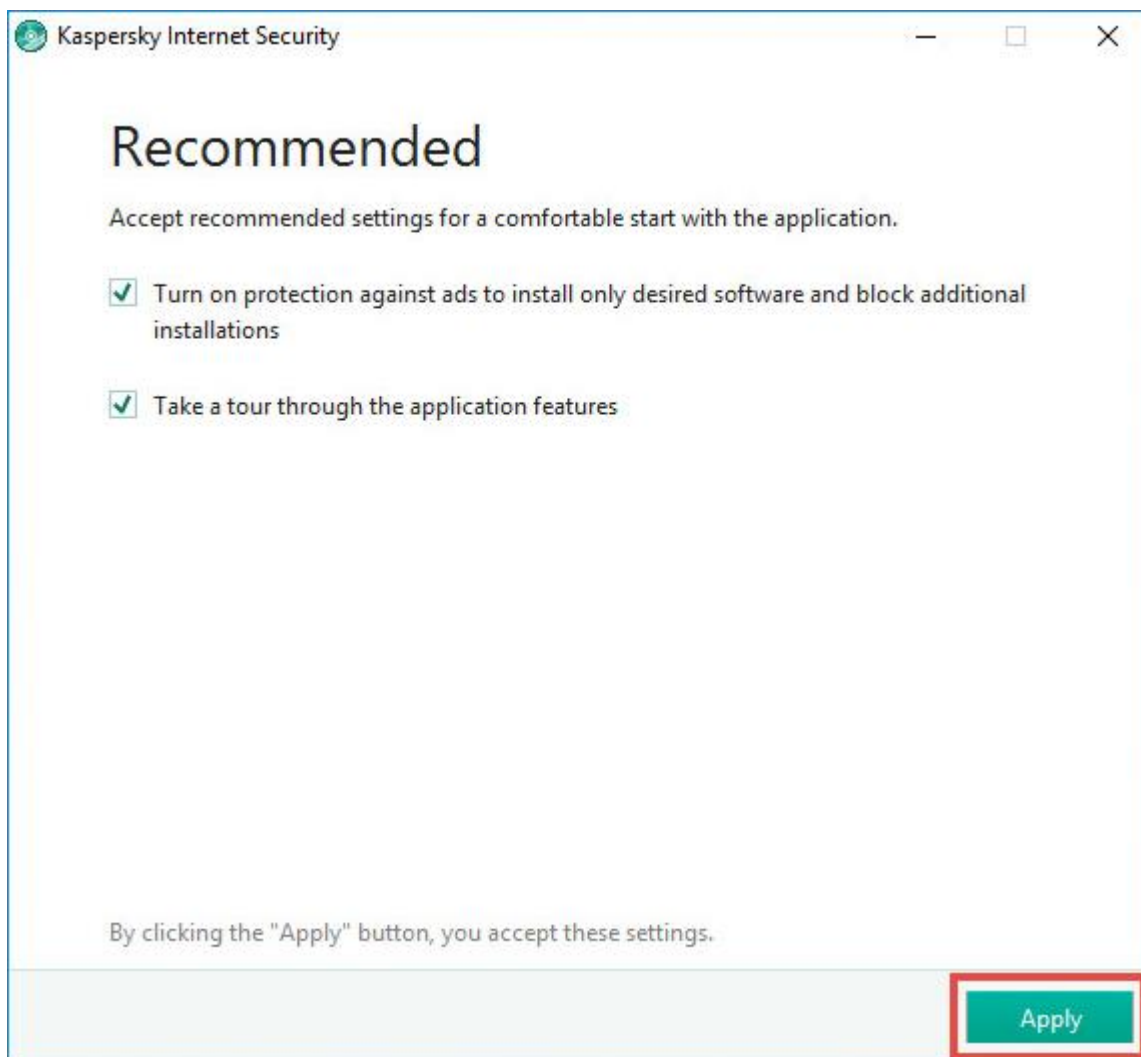 Kaspersky Internet Security
Recommended
Accept recommended settings for a comfortable start with the application.
Turn on protection against ads to install only desired software and block additional
installations
Take a tour through the application features
By clicking the "Apply" button, you accept these settings.
Apply